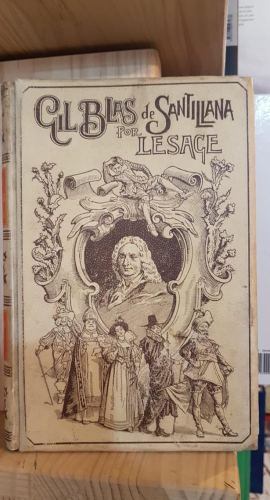 GIL BLAS de SANTILLANA
POR LESAGE